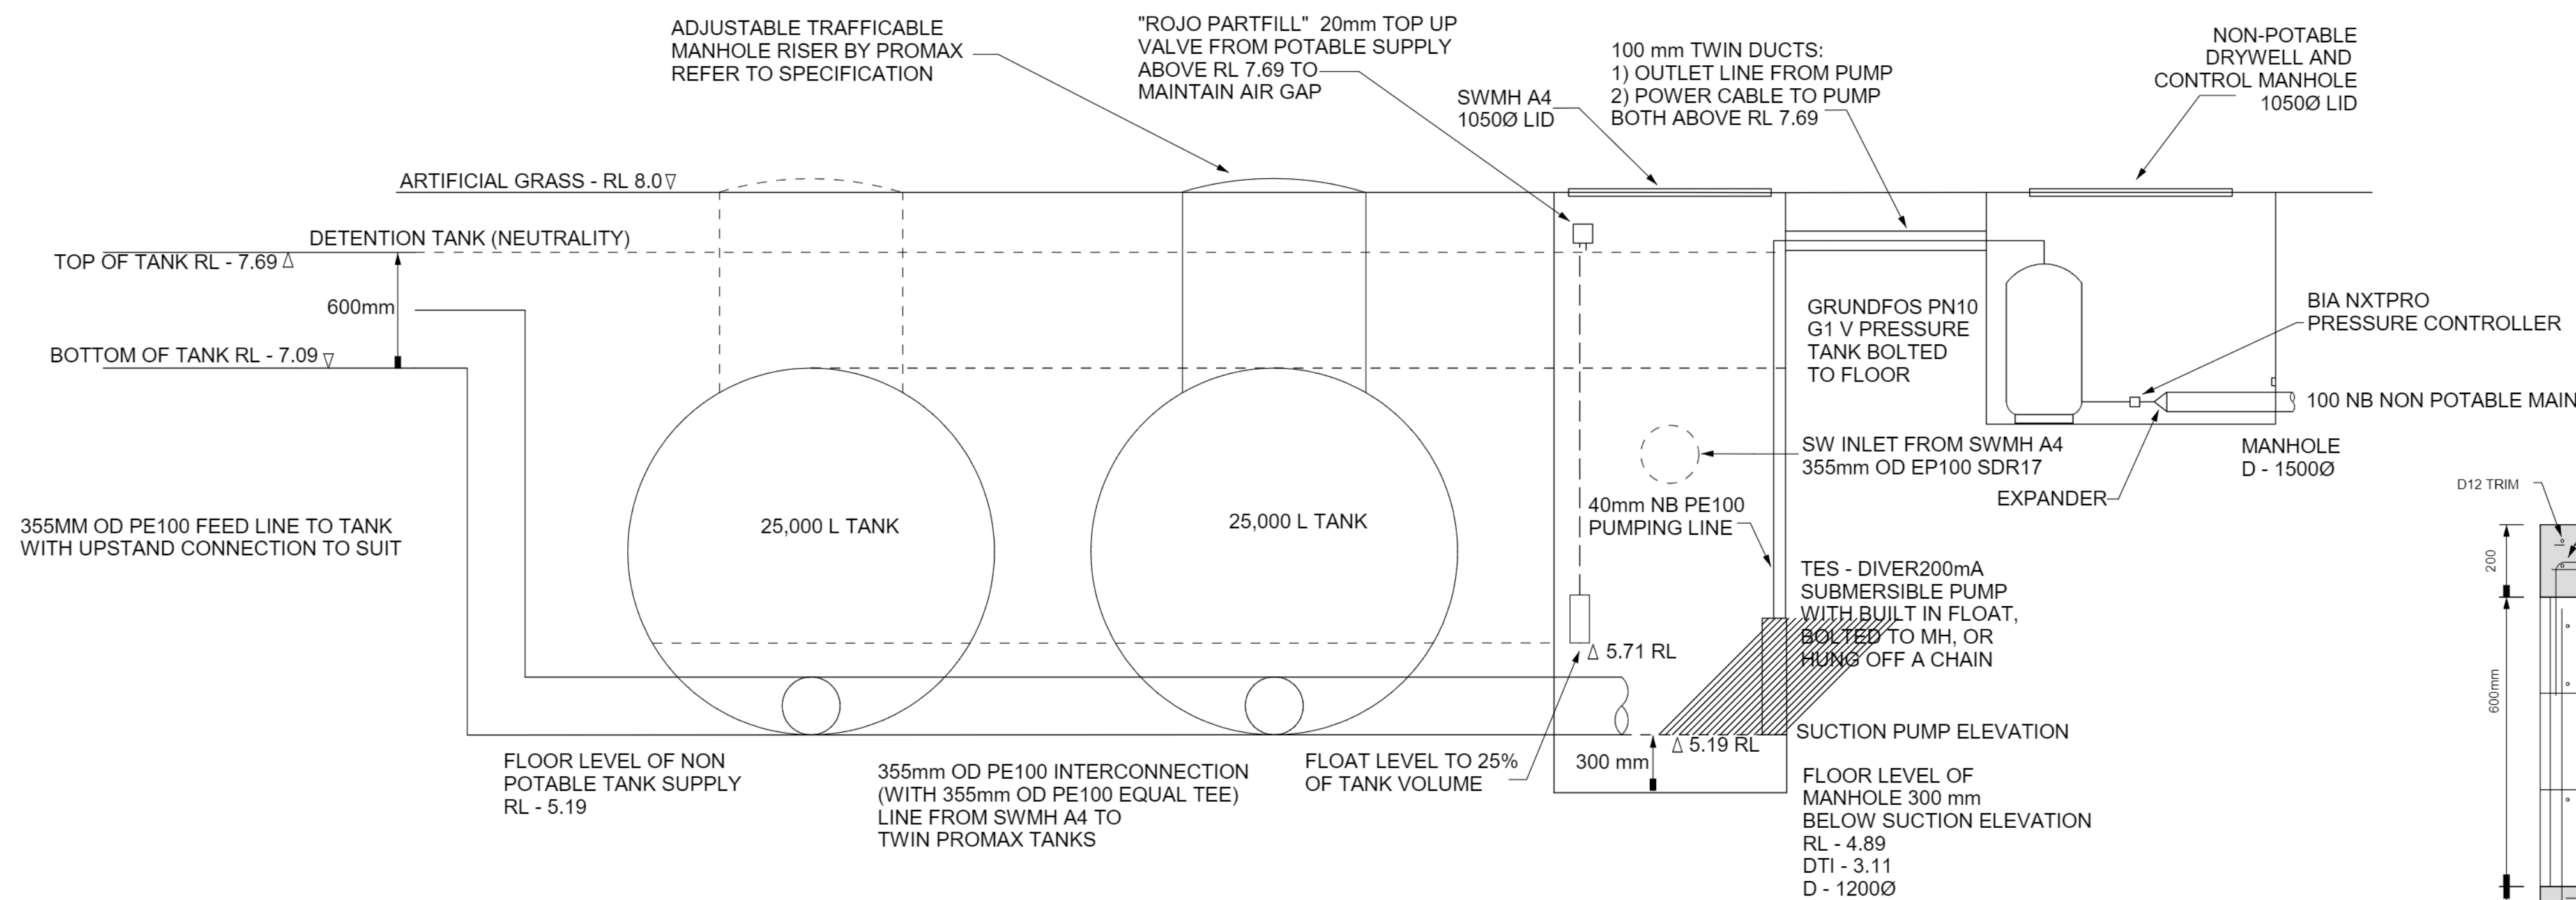 ADJUSTABLE TRAFFICABLE
MANHOLE RISER BY PROMAX
REFER TO SPECIFICATION
"ROJO PARTFILL" 20mm TOP UP
VALVE FROM POTABLE SUPPLY
ABOVE RL 7.69 TO
MAINTAIN AIR GAP
SWMH A4
1050Ø LID
100 mm TWIN DUCTS:
1) OUTLET LINE FROM PUMP
2) POWER CABLE TO PUMP
BOTH ABOVE RL 7.69
NON-POTABLE
DRYWELL AND
CONTROL MANHOLE
1050Ø LID
ARTIFICIAL GRASS - RL 8.0
DETENTION TANK (NEUTRALITY)
TOP OF TANK RL - 7.69
600mm
BOTTOM OF TANK RL - 7.09
GRUNDFOS PN10
G1 V PRESSURE
TANK BOLTED
TO FLOOR
BIA NXTPRO
PRESSURE CONTROLLER
100 NB NON POTABLE MAIN
MANHOLE
D - 1500Ø
EXPANDER
SW INLET FROM SWMH A4
355mm OD EP100 SDR17
40mm NB PE100
PUMPING LINE
355MM OD PE100 FEED LINE TO TANK
WITH UPSTAND CONNECTION TO SUIT
25,000 L TANK
25,000 L TANK
TES - DIVER200mA
SUBMERSIBLE PUMP
WITH BUILT IN FLOAT,
BOLTED TO MH, OR
HUNG OFF A CHAIN
5.71 RL
SUCTION PUMP ELEVATION
5.19 RL
300 mm
FLOOR LEVEL OF NON
POTABLE TANK SUPPLY
RL - 5.19
355mm OD PE100 INTERCONNECTION
(WITH 355mm OD PE100 EQUAL TEE)
LINE FROM SWMH A4 TO
TWIN PROMAX TANKS
FLOAT LEVEL TO 25%
OF TANK VOLUME
FLOOR LEVEL OF
MANHOLE 300 mm
BELOW SUCTION ELEVATION
RL - 4.89
DTI - 3.11
D - 1200Ø
D12 TRIM
200
600mm